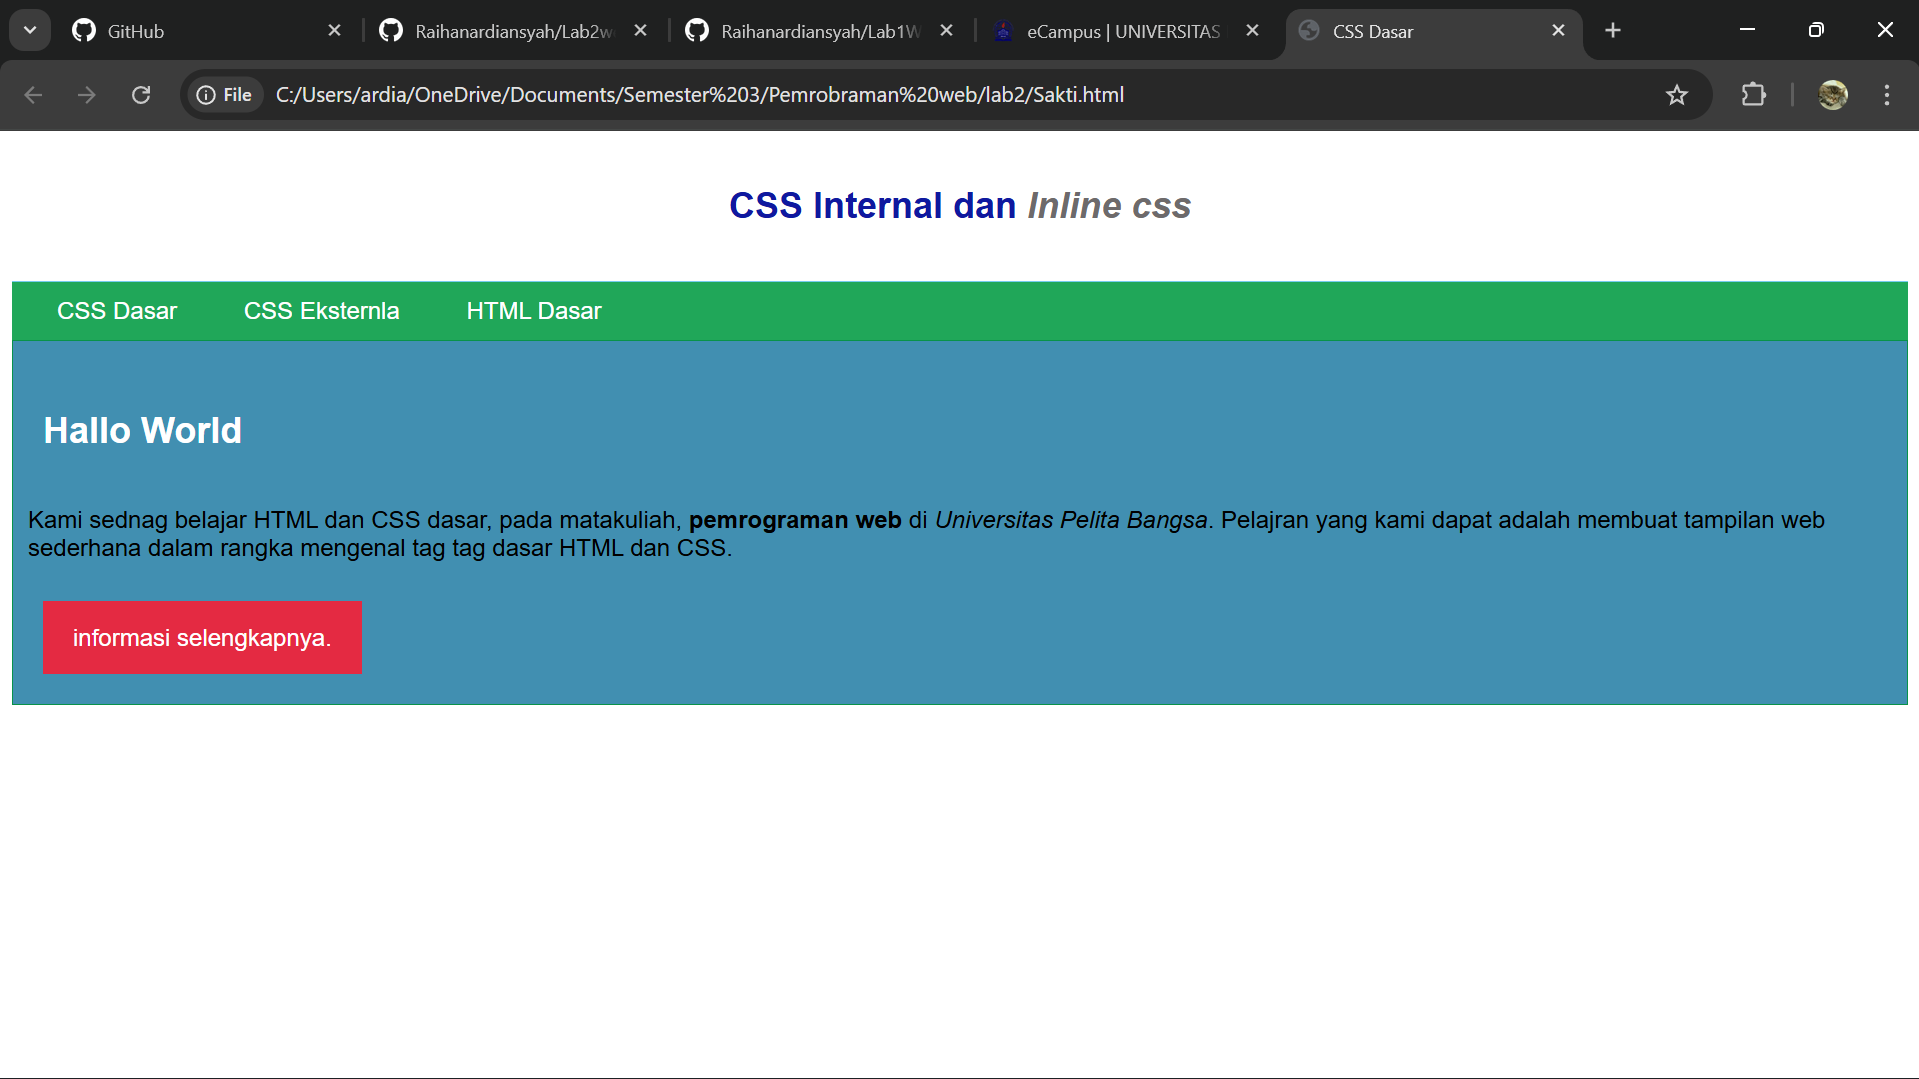 GitHub
Raihanardiansyah/Lab2w
Raihanardiansyah/Lab1W
eCampus | UNIVERSITAS
CSS Dasar
File
C:/Users/ardia/OneDrive/Documents/Semester%203/Pemrobraman%20web/lab2/Sakti.html
CSS Internal dan Inline css
CSS Dasar
CSS Eksternla
HTML Dasar
Hallo World
Kami sednag belajar HTML dan CSS dasar, pada matakuliah, pemrograman web di Universitas Pelita Bangsa. Pelajran yang kami dapat adalah membuat tampilan web
sederhana dalam rangka mengenal tag tag dasar HTML dan CSS.
informasi selengkapnya.